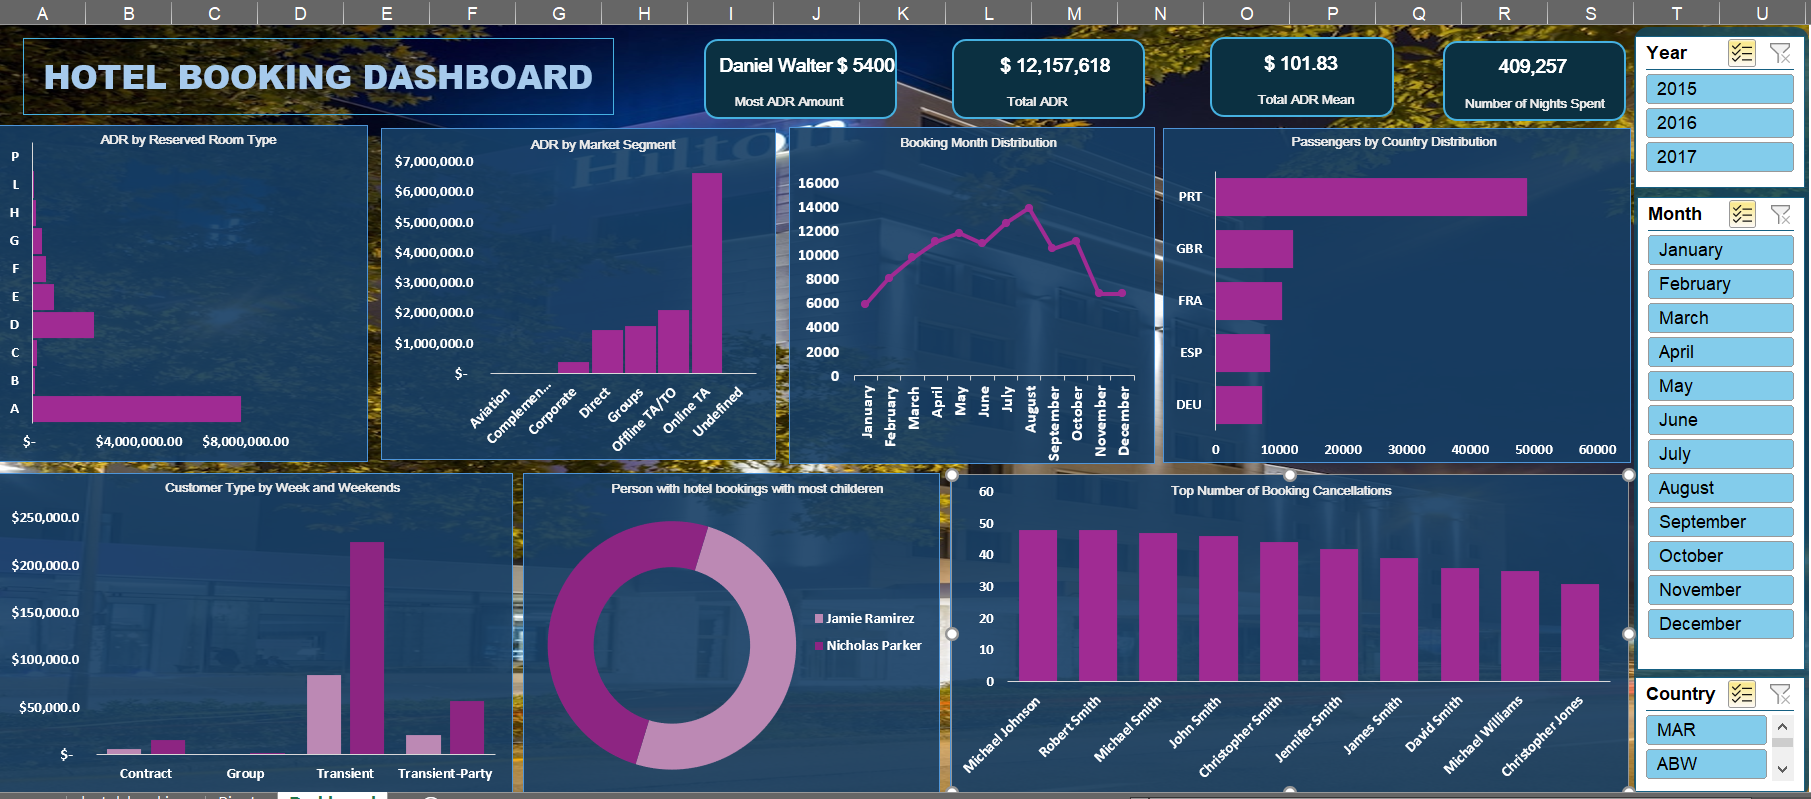 A B C D E F G H I J K L M N O P Q R S T U
HOTEL BOOKING DASHBOARD
Daniel Walter $ 5400
Most ADR Amount
$ 12,157,618
Total ADR
$ 101.83
Total ADR Mean
409,257
Number of Nights Spent
ADR by Reserved Room Type
P
L
H
G
F
E
D
C
B
A
$- $4,000,000.00 $8,000,000.00
ADR by Market Segment
$7,000,000.0
$6,000,000.0
$5,000,000.0
$4,000,000.0
$3,000,000.0
$2,000,000.0
$1,000,000.0
$-
Aviation
Complemen...
Corporate
Direct
Groups
Offline TA/TO
Online TA
Undefined
Hilton
Booking Month Distribution
16000
14000
12000
10000
8000
6000
4000
2000
0
January
February
March
April
May
June
July
August
September
October
November
December
Passengers by Country Distribution
PRT
GBR
FRA
ESP
DEU
0 10000 20000 30000 40000 50000 60000
Customer Type by Week and Weekends
$250,000.0
$200,000.0
$150,000.0
$100,000.0
$50,000.0
$-
Contract Group Transient Transient-Party
Person with hotel bookings with most childeren
Jamie Ramirez
Nicholas Parker
Top Number of Booking Cancellations
60
50
40
30
20
10
0
Michael Johnson
Robert Smith
Michael Smith
John Smith
Christopher Smith
Jennifer Smith
James Smith
David Smith
Michael Williams
Christopher Jones
Year
2015
2016
2017
Month
January
February
March
April
May
June
July
August
September
October
November
December
Country
MAR
ABW